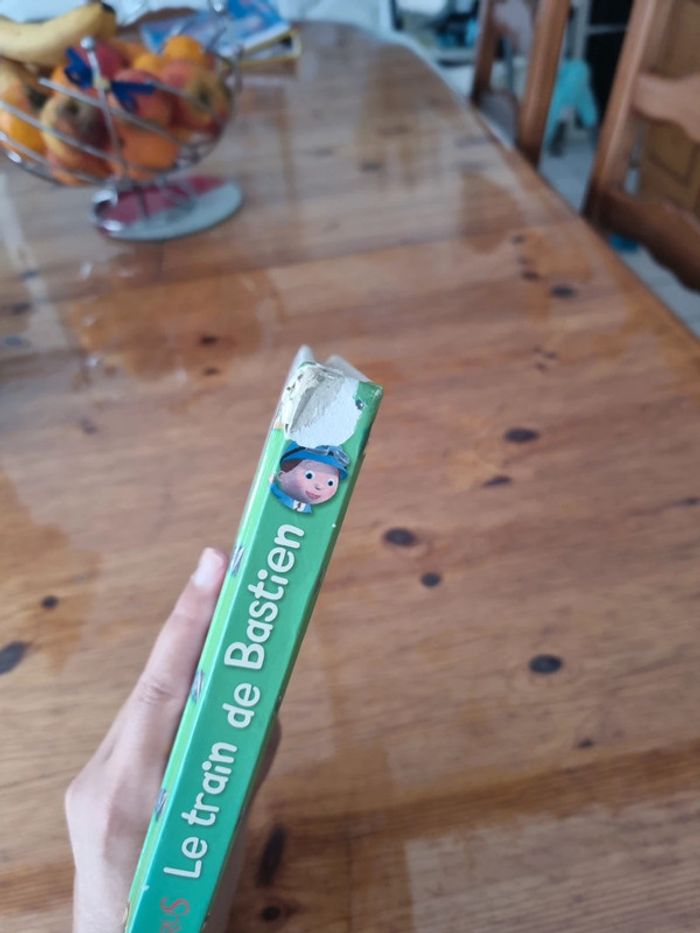 Le train de Bastien